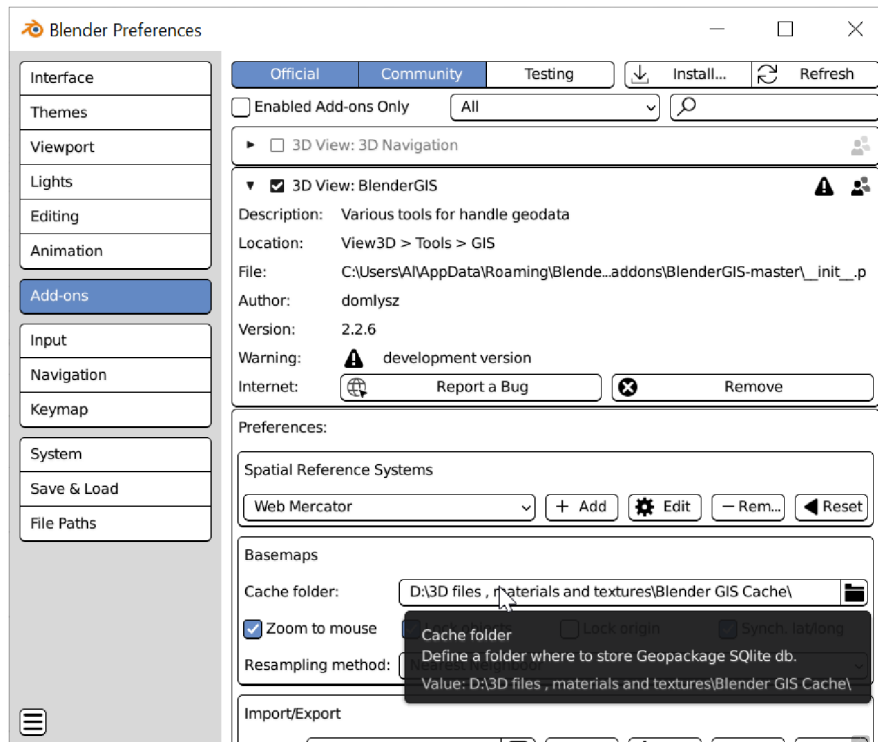 Blender Preferences
Interface
Themes
Viewport
Lights
Editing
Animation
Add-ons
Input
Navigation
Keymap
System
Save & Load
File Paths
Official Community Testing Install... Refresh
Enabled Add-ons Only All
3D View: 3D Navigation
3D View: BlenderGIS
Description: Various tools for handle geodata
Location: View3D > Tools > GIS
File: C:\Users\Al\AppData\Roaming\Blende...addons\BlenderGIS-master\__init__.p
Author: domlysz
Version: 2.2.6
Warning: development version
Internet: Report a Bug Remove
Preferences:
Spatial Reference Systems
Web Mercator + Add Edit Rem... Reset
Basemaps
Cache folder: D:\3D files , materials and textures\Blender GIS Cache\
Zoom to mouse Lock objects Lock origin Synch. lat/long
Resampling method: Nearest Neighbour
Cache folder
Define a folder where to store Geopackage SQlite db.
Value: D:\3D files , materials and textures\Blender GIS Cache\
Import/Export